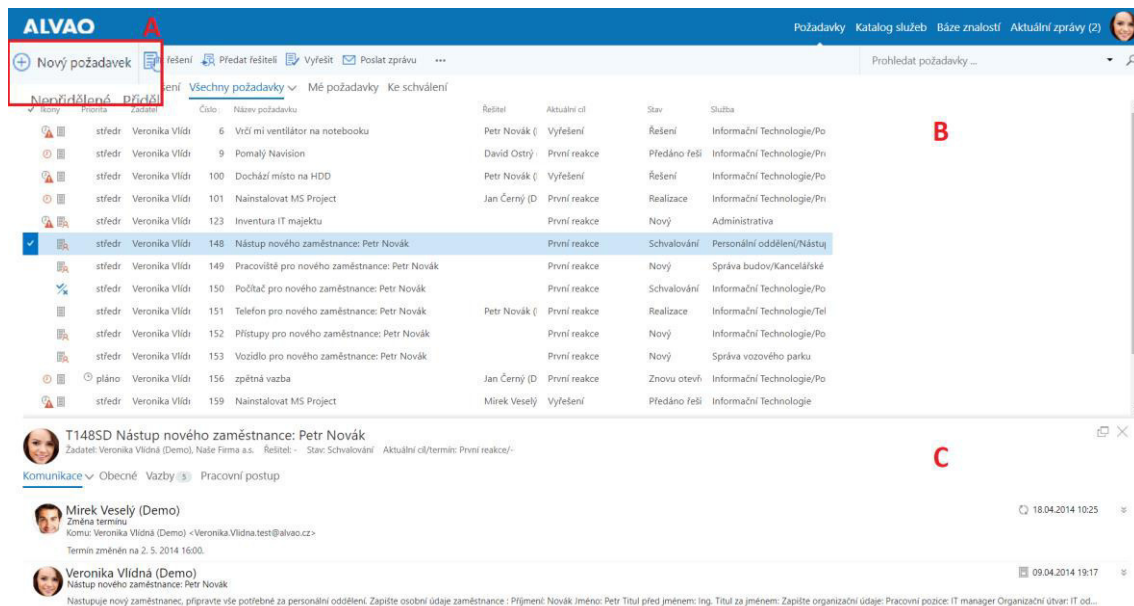 ALVAO
A
Požadavky Katalog služeb Báze znalostí Aktuální zprávy (2)
Nový požadavek řešení Předat řešiteli Vyřešit Poslat zprávu ... Prohledat požadavky ...
Nepřidělené Všechny požadavky Mé požadavky Ke schválení
Ikony Priorita Žadatel Číslo Název požadavku Řešitel Aktuální cíl Stav Služba
B
středr Veronika Vlídr 6 Vrčí mi ventilátor na notebooku Petr Novák ( Vyřešení Řešení Informační Technologie/Po
středr Veronika Vlídr 9 Pomalý Navision David Ostrý První reakce Předáno řeši Informační Technologie/Pro
středr Veronika Vlídr 100 Dochází místo na HDD Petr Novák ( Vyřešení Řešení Informační Technologie/Po
středr Veronika Vlídr 101 Nainstalovat MS Project Jan Černý (D První reakce Realizace Informační Technologie/Pro
středr Veronika Vlídr 123 Inventura IT majetku První reakce Nový Administrativa
středr Veronika Vlídr 148 Nástup nového zaměstnance: Petr Novák První reakce Schvalování Personální oddělení/Nástup
středr Veronika Vlídr 149 Pracoviště pro nového zaměstnance: Petr Novák První reakce Nový Správa budov/Kancelářské
středr Veronika Vlídr 150 Počítač pro nového zaměstnance: Petr Novák První reakce Schvalování Informační Technologie/Po
středr Veronika Vlídr 151 Telefon pro nového zaměstnance: Petr Novák Petr Novák ( První reakce Realizace Informační Technologie/Tel
středr Veronika Vlídr 152 Přístupy pro nového zaměstnance: Petr Novák První reakce Nový Informační Technologie/Po
středr Veronika Vlídr 153 Vozidlo pro nového zaměstnance: Petr Novák První reakce Nový Správa vozového parku
pláno Veronika Vlídr 156 zpětná vazba Jan Černý (D První reakce Znovu otevř Informační Technologie/Po
středr Veronika Vlídr 159 Nainstalovat MS Project Mirek Veselý Vyřešení Předáno řeši Informační Technologie
T148SD Nástup nového zaměstnance: Petr Novák
Žadatel: Veronika Vlídná (Demo), Naše Firma a.s. Řešitel: - Stav: Schvalování Aktuální cíl/termín: První reakce/-
C
Komunikace Obecné Vazby 5 Pracovní postup
Mirek Veselý (Demo) 18.04.2014 10:25
Změna termínu
Komu: Veronika Vlídná (Demo) <Veronika.Vlidna.test@alvao.cz>
Termín změněn na 2. 5. 2014 16:00.
Veronika Vlídná (Demo) 09.04.2014 19:17
Nástup nového zaměstnance: Petr Novák
Nastupuje nový zaměstnanec, připravte vše potřebné za personální oddělení. Zapište osobní údaje zaměstnance : Příjmení: Novák Jméno: Petr Titul před jménem: Ing. Titul za jménem: Zapište organizační údaje: Pracovní pozice: IT manager Organizační útvar: IT od...